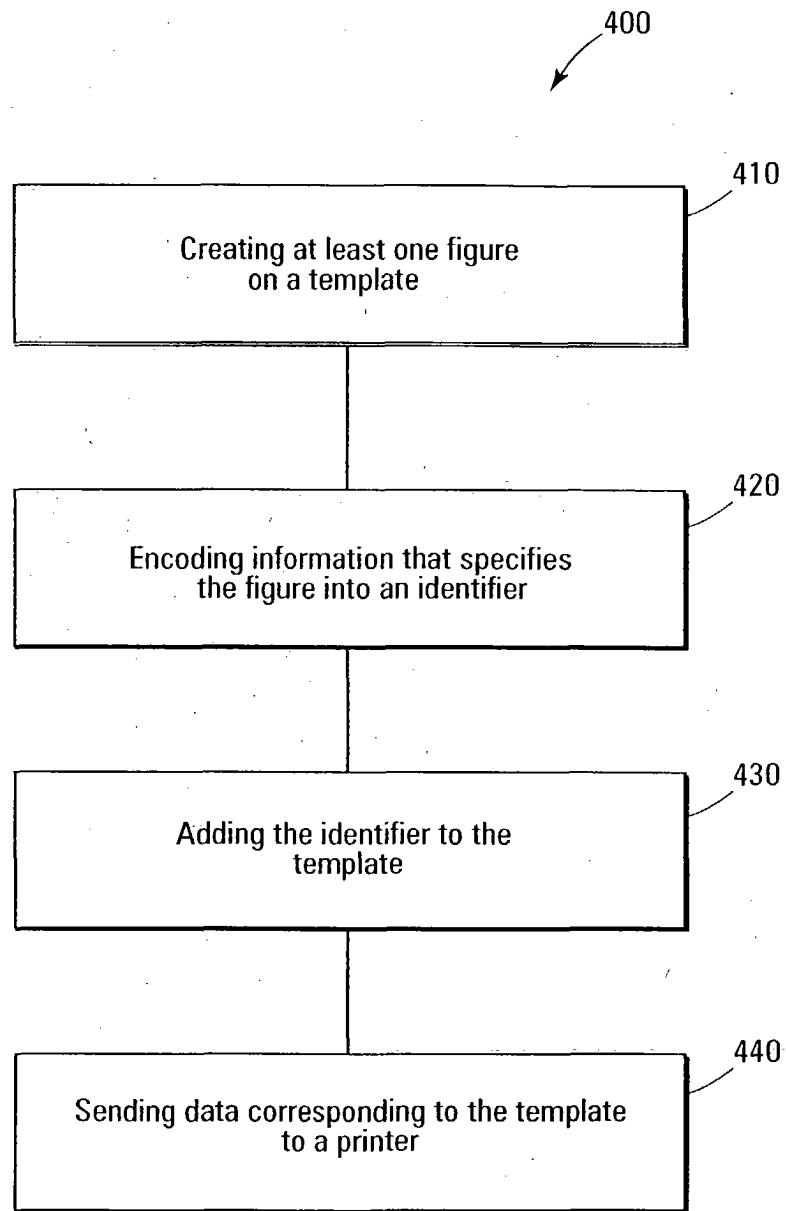 400
410
Creating at least one figure
on a template
420
Encoding information that specifies
the figure into an identifier
430
Adding the identifier to the
template
440
Sending data corresponding to the template
to a printer